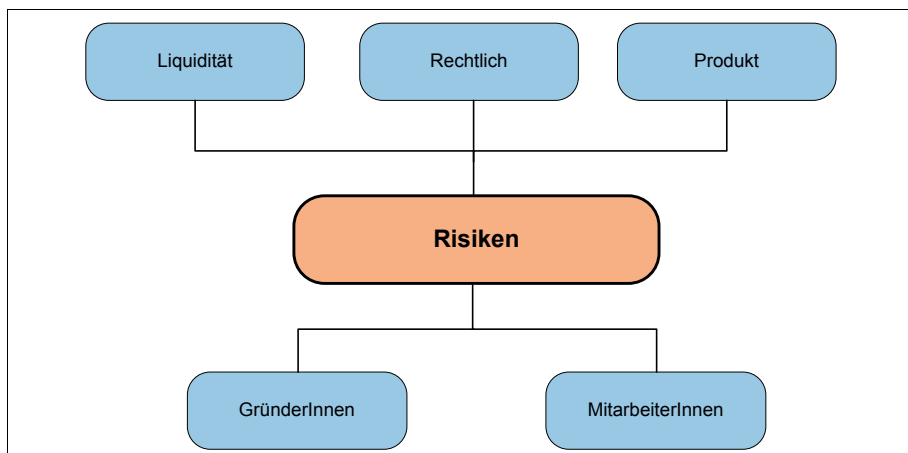 Liquidität
Rechtlich
Produkt
Risiken
GründerInnen
MitarbeiterInnen